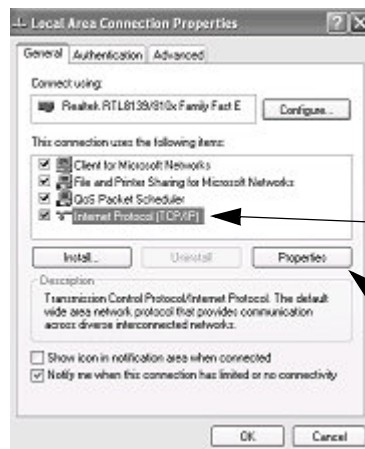 Local Area Connection Properties
General Authentication Advanced
Connect using:
Realtek RTL8139/810x Family Fast E
Configure...
This connection uses the following items:
Client for Microsoft Networks
File and Printer Sharing for Microsoft Networks
QoS Packet Scheduler
Internet Protocol (TCP/IP)
Install... Uninstall Properties
Description
Transmission Control Protocol/Internet Protocol. The default
wide area network protocol that provides communication
across diverse interconnected networks.
Show icon in notification area when connected
Notify me when this connection has limited or no connectivity
OK Cancel